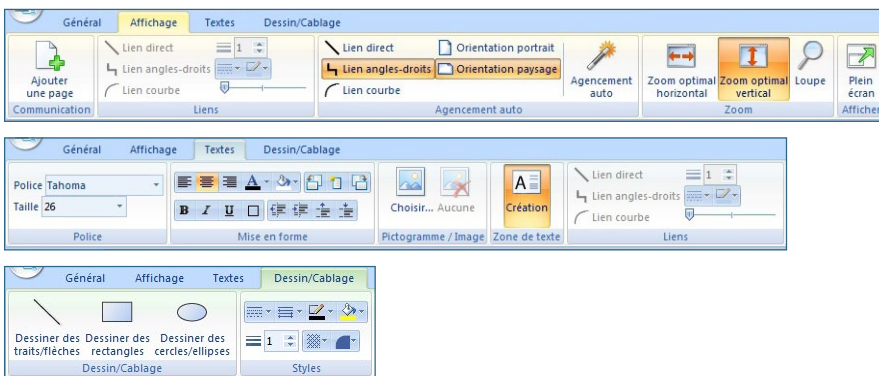 Général Affichage Textes Dessin/Cablage
Lien direct 1 Lien direct Orientation portrait
Lien angles-droits Lien angles-droits Orientation paysage
Ajouter une page Lien courbe Lien courbe Agencement auto Zoom optimal horizontal Zoom optimal vertical Loupe Plein écran
Communication Liens Agencement auto Zoom
Général Affichage Textes Dessin/Cablage
Police Tahoma A Lien direct 1
Taille 26 B I U Choisir... Aucune A Création Lien angles-droits
Lien courbe
Police Mise en forme Pictogramme / Image Zone de texte Liens
Général Affichage Textes Dessin/Cablage
Dessiner des traits/flèches Dessiner des rectangles Dessiner des cercles/ellipses 1
Dessin/Cablage Styles